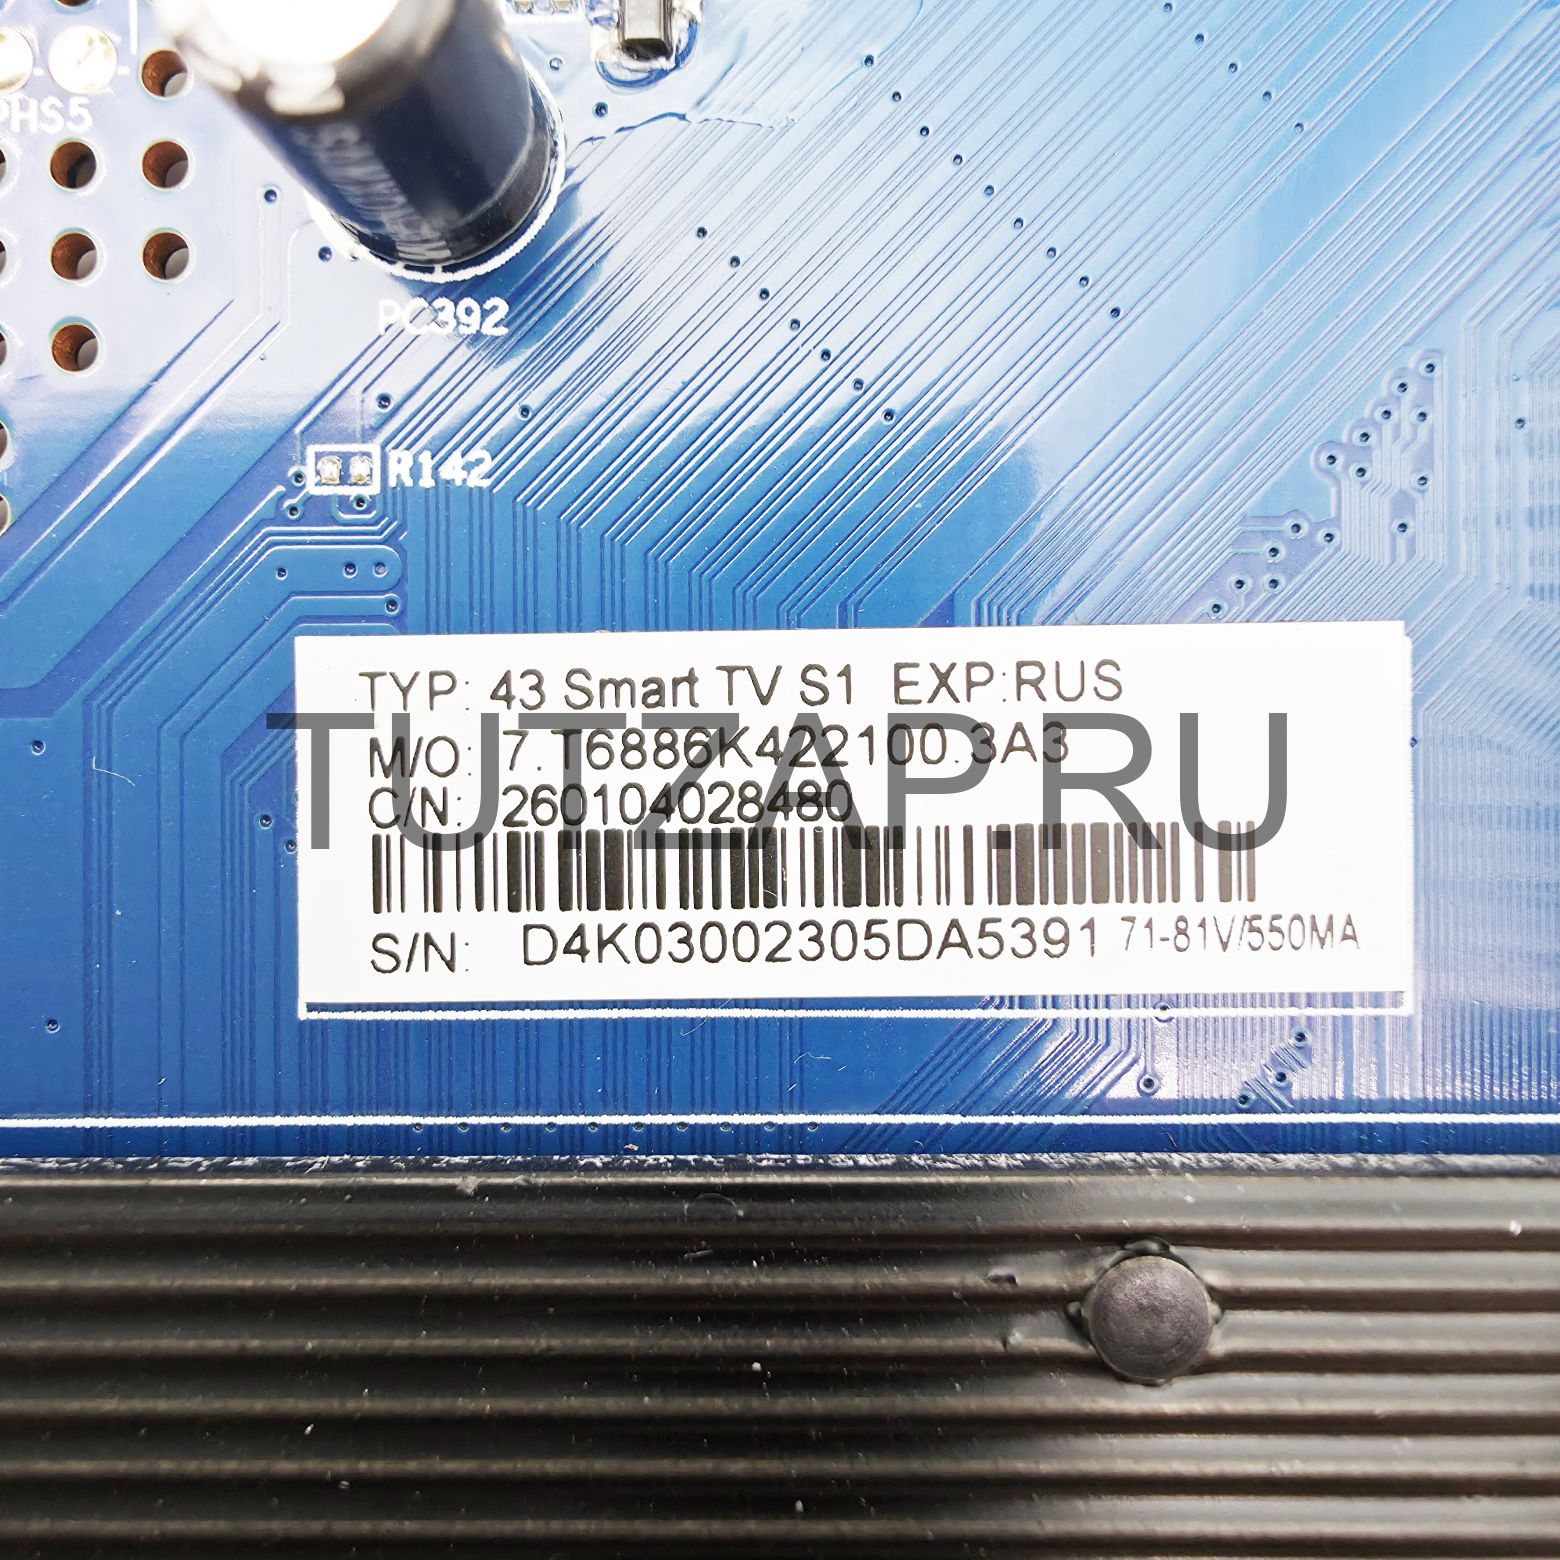 PHS5
PC392
R142
TYP: 43 Smart TV S1 EXP:RUS
M/O: 7.T6886K422100.3A3
TUTZAP.RU
C/N: 260104028480
S/N: D4K03002305DA5391 71-81V/550MA